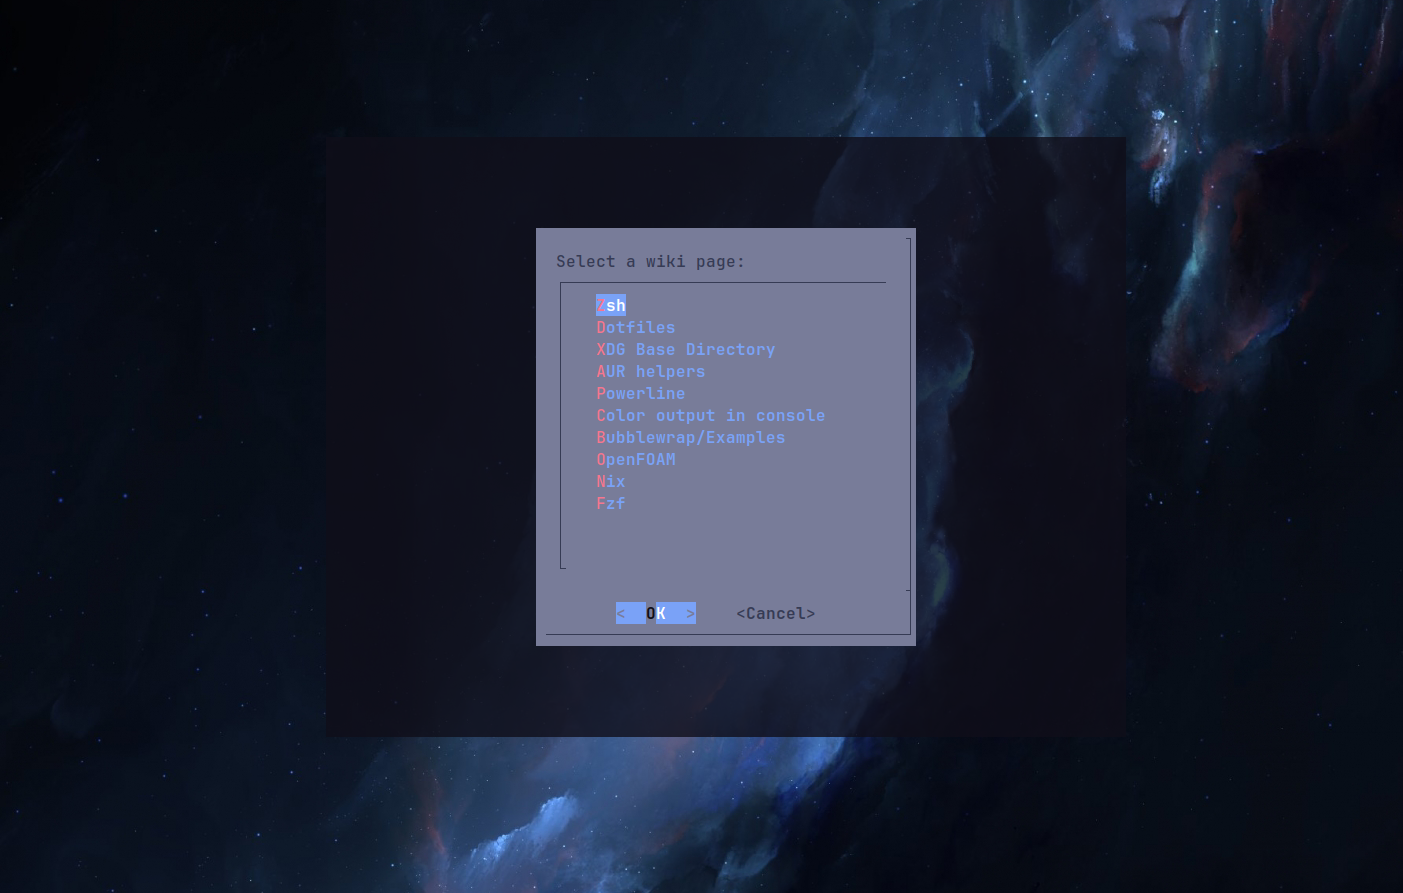 Select a wiki page:
Zsh
Dotfiles
XDG Base Directory
AUR helpers
Powerline
Color output in console
Bubblewrap/Examples
OpenFOAM
Nix
Fzf
<  OK  >    <Cancel>